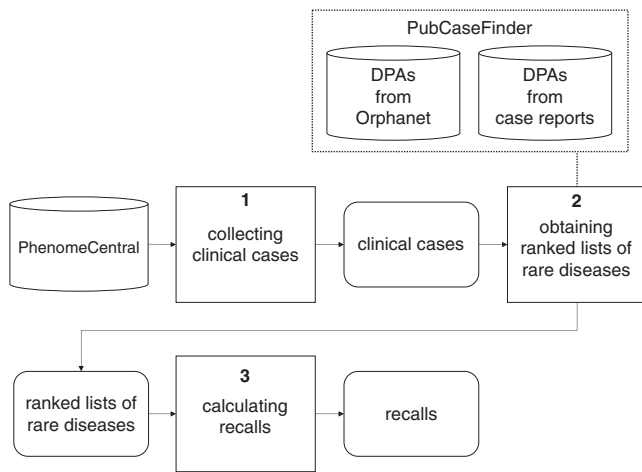 PubCaseFinder
DPAs
from
Orphanet
DPAs
from
case reports
PhenomeCentral
1
collecting
clinical cases
clinical cases
2
obtaining
ranked lists of
rare diseases
ranked lists of
rare diseases
3
calculating
recalls
recalls